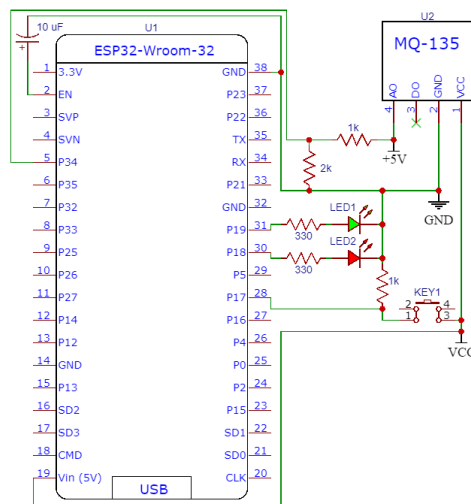 U1
ESP32-Wroom-32
10 uF
+
1 3.3V GND 38
2 EN P23 37
3 SVP P22 36
4 SVN TX 35
5 P34 RX 34
6 P35 P21 33
7 P32 GND 32
8 P33 P19 31
9 P25 P18 30
10 P26 P5 29
11 P27 P17 28
12 P14 P16 27
13 P12 P4 26
14 GND P0 25
15 P13 P2 24
16 SD2 P15 23
17 SD3 SD1 22
18 CMD SD0 21
19 Vin (5V) CLK 20
USB
U2
MQ-135
AO DO GND VCC
4 3 2 1
1k
+5V
2k
GND
LED1
330
LED2
330
1k
KEY1
2 4
1 3
VCC